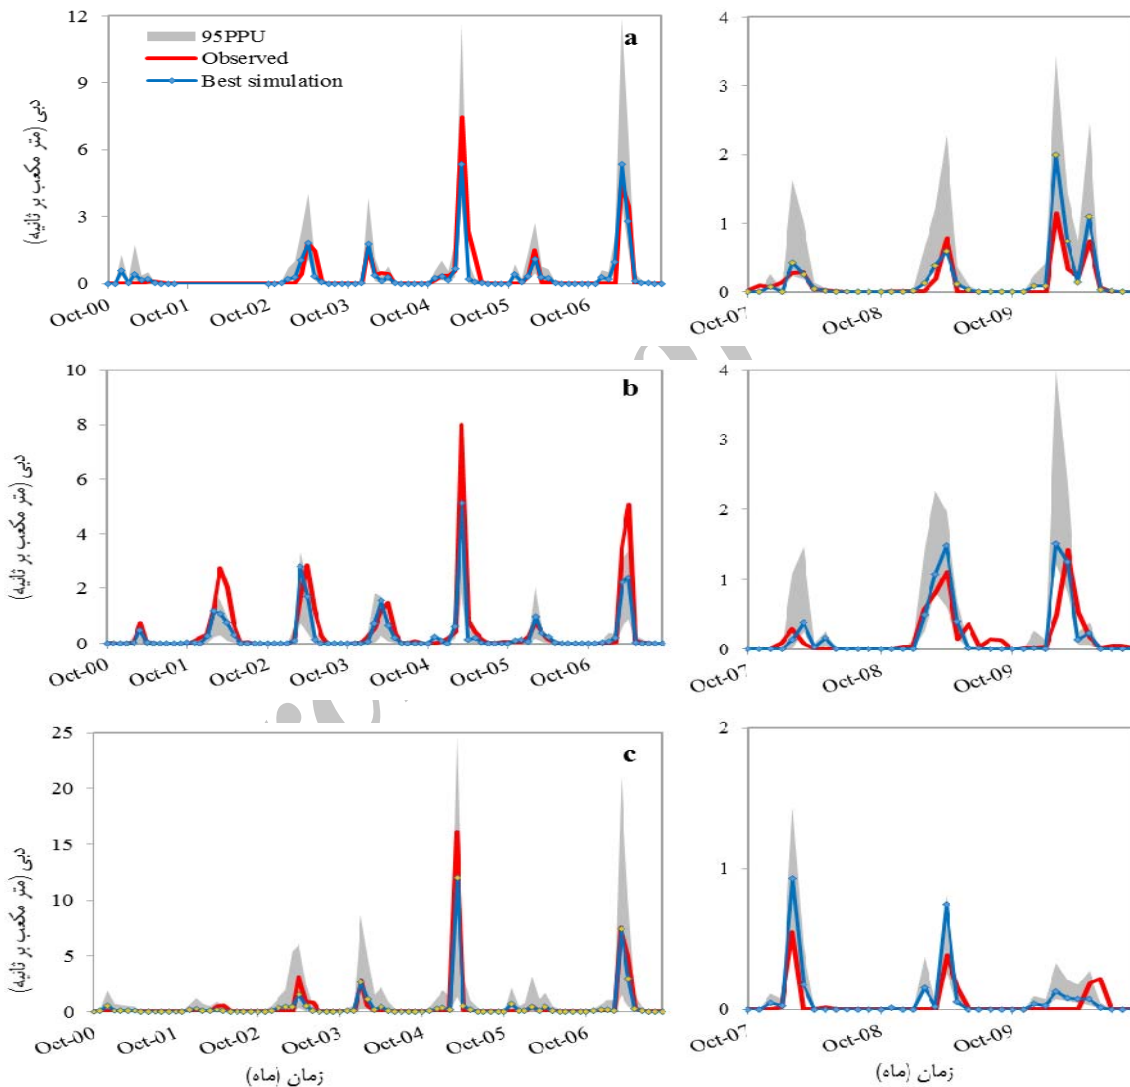 12
9
6
3
0
95PPU
Observed
Best simulation
a
دبی (متر مکعب بر ثانیه)
Oct-00
Oct-01
Oct-02
Oct-03
Oct-04
Oct-05
Oct-06
4
3
2
1
0
Oct-07
Oct-08
Oct-09
10
8
6
4
2
0
b
دبی (متر مکعب بر ثانیه)
Oct-00
Oct-01
Oct-02
Oct-03
Oct-04
Oct-05
Oct-06
4
3
2
1
0
Oct-07
Oct-08
Oct-09
25
20
15
10
5
0
c
دبی (متر مکعب بر ثانیه)
Oct-00
Oct-01
Oct-02
Oct-03
Oct-04
Oct-05
Oct-06
زمان (ماه)
2
1
0
Oct-07
Oct-08
Oct-09
زمان (ماه)